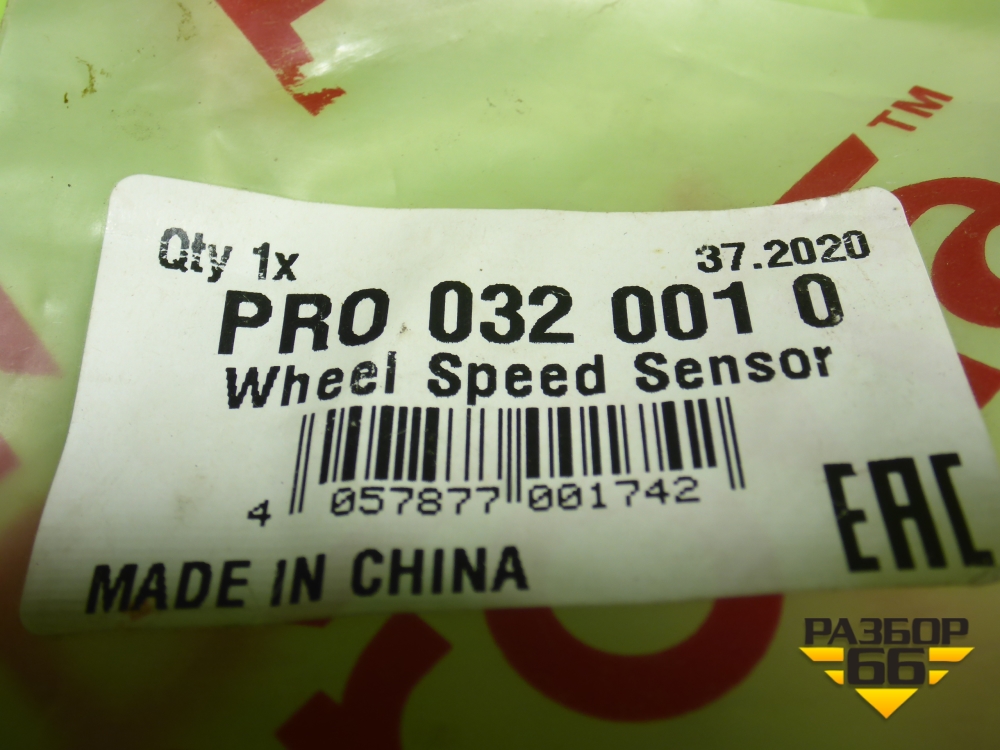 TM
Qty 1x
37.2020
PRO 032 001 0
Wheel Speed Sensor
4 057877 001742
EAC
MADE IN CHINA
РАЗБОР
66